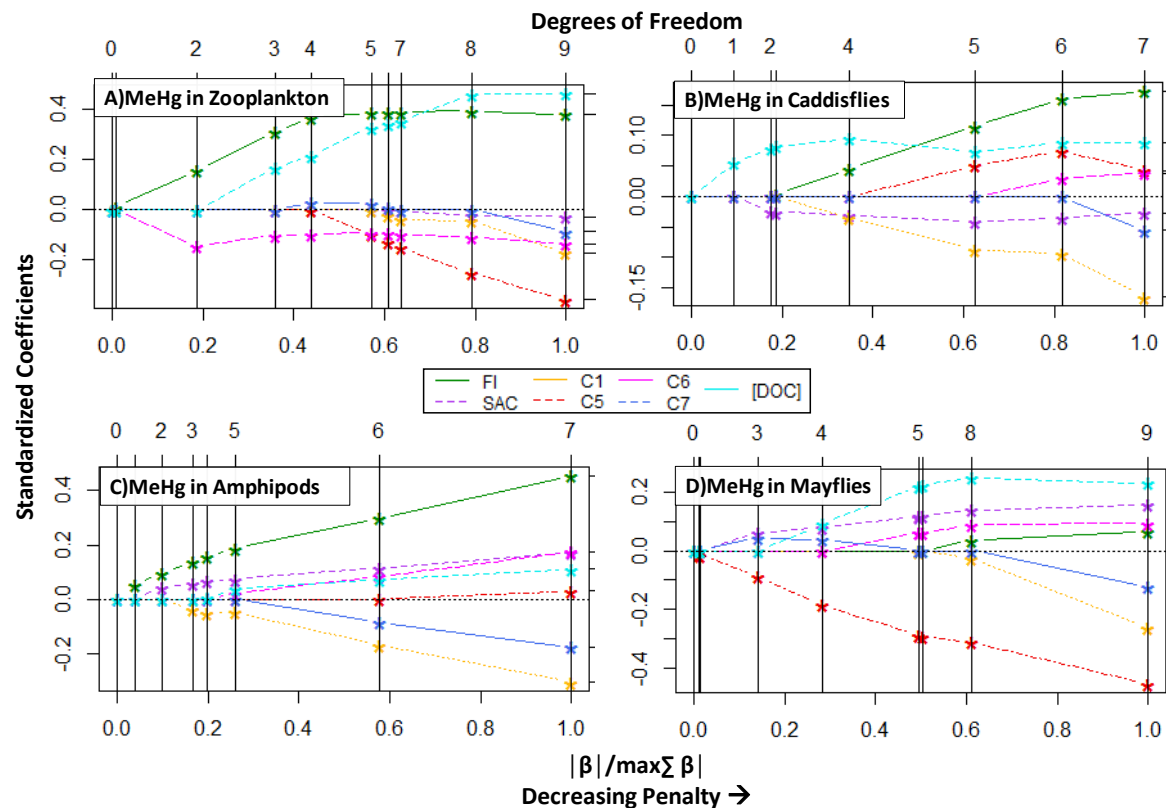 Degrees of Freedom
0 2 3 4 5 7 8 9
0 1 2 4 5 6 7
A)MeHg in Zooplankton
B)MeHg in Caddisflies
0.4
0.2
0.0
-0.2
0.10
0.00
-0.15
0.0 0.2 0.4 0.6 0.8 1.0
0.0 0.2 0.4 0.6 0.8 1.0
Standardized Coefficients
FI C1 C6 [DOC]
SAC C5 C7
0 2 3 5 6 7
0 3 4 5 8 9
C)MeHg in Amphipods
D)MeHg in Mayflies
0.4
0.2
0.0
-0.2
0.2
0.0
-0.2
-0.4
0.0 0.2 0.4 0.6 0.8 1.0
0.0 0.2 0.4 0.6 0.8 1.0
|β|/max∑ β|
Decreasing Penalty →